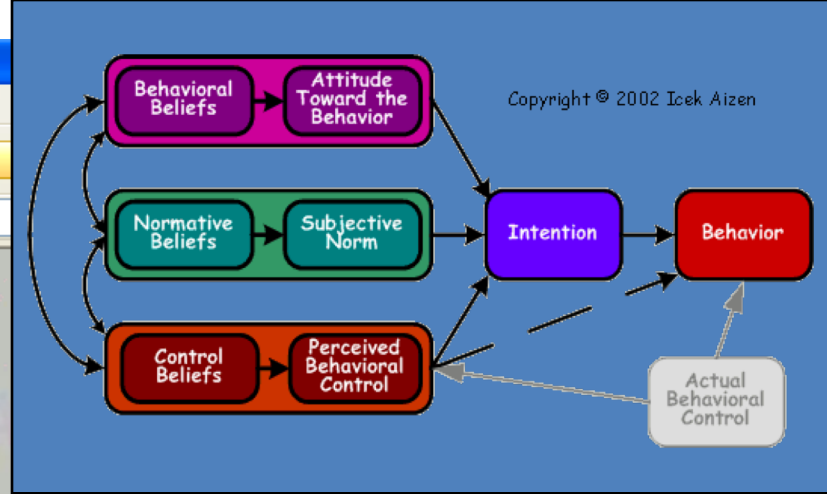 Behavioral
Beliefs
Attitude
Toward the
Behavior
Copyright © 2002 Icek Aizen
Normative
Beliefs
Subjective
Norm
Intention
Behavior
Control
Beliefs
Perceived
Behavioral
Control
Actual
Behavioral
Control